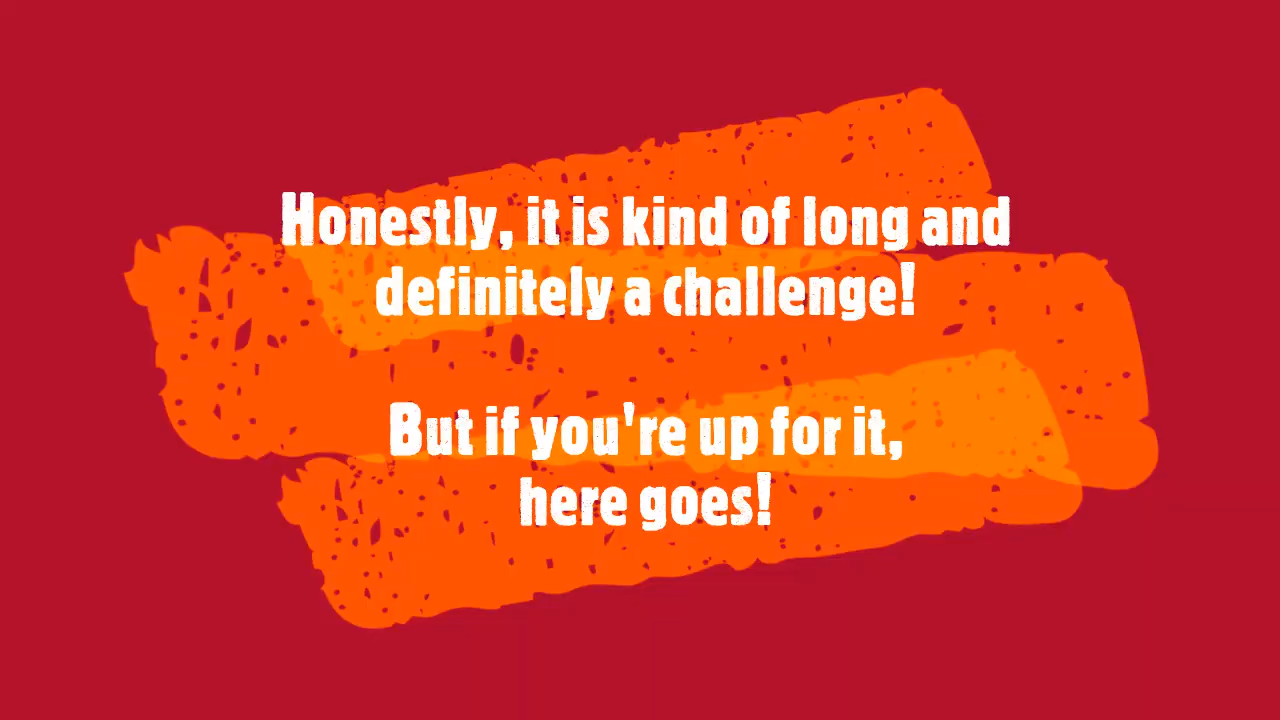 Honestly, it is kind of long and
definitely a challenge!
But if you're up for it,
here goes!